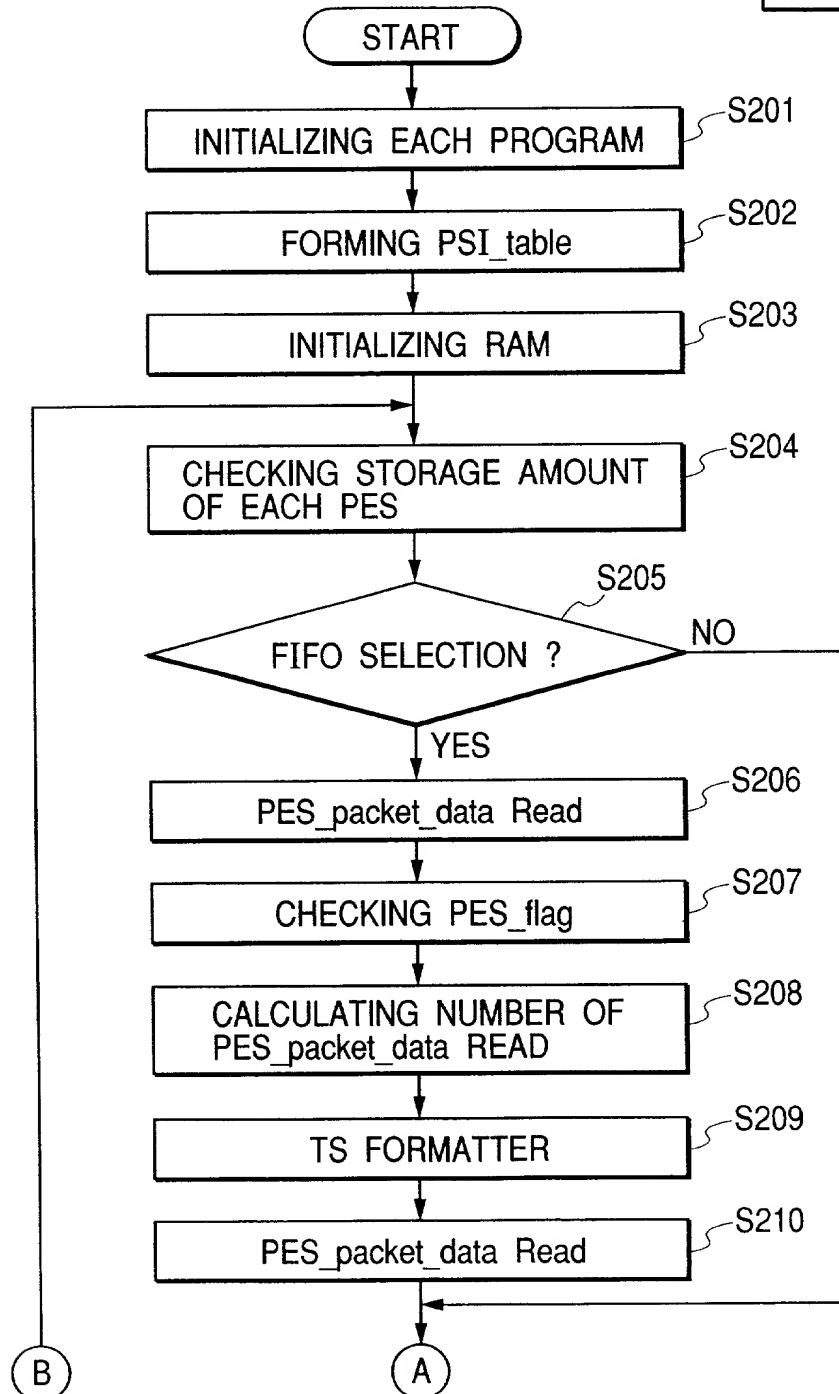 START
S201
INITIALIZING EACH PROGRAM
S202
FORMING PSI_table
S203
INITIALIZING RAM
S204
CHECKING STORAGE AMOUNT
OF EACH PES
S205
FIFO SELECTION ?
NO
YES
S206
PES_packet_data Read
S207
CHECKING PES_flag
S208
CALCULATING NUMBER OF
PES_packet_data READ
S209
TS FORMATTER
S210
PES_packet_data Read
B
A